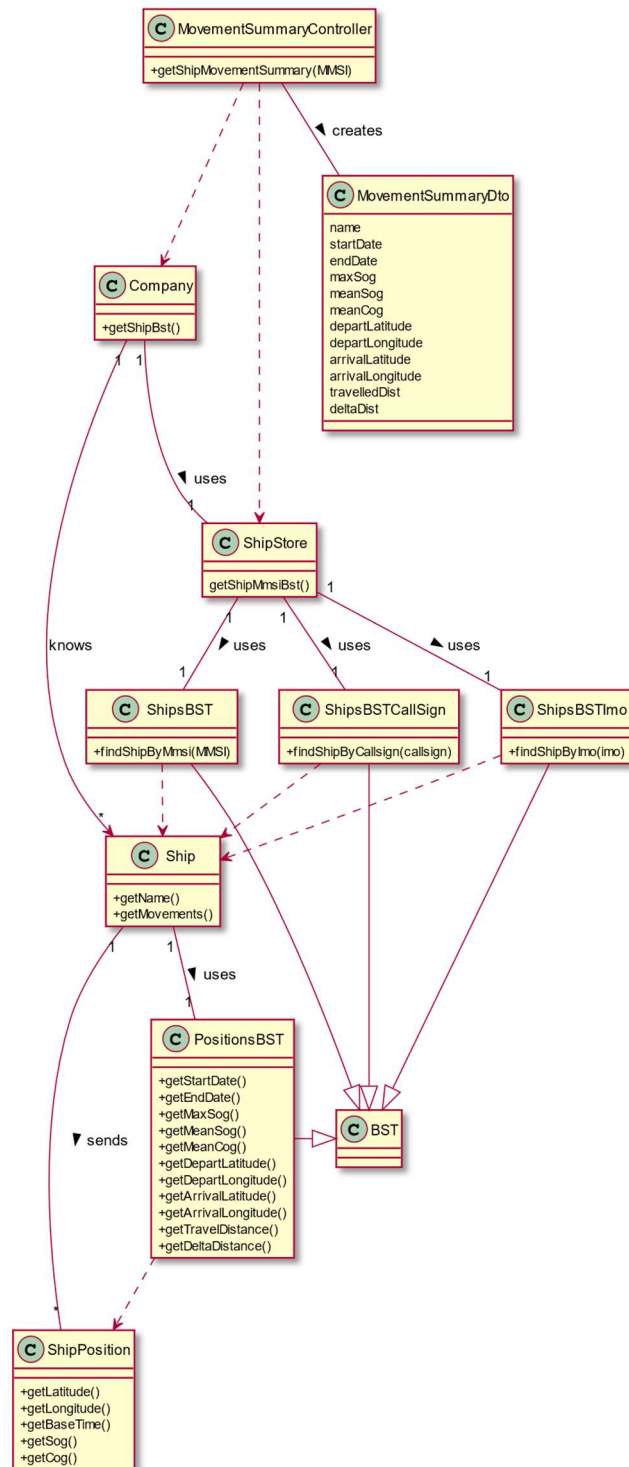 C MovementSummaryController
+getShipMovementSummary(MMSI)
creates
C MovementSummaryDto
name
startDate
endDate
maxSog
meanSog
meanCog
departLatitude
departLongitude
arrivalLatitude
arrivalLongitude
travelledDist
deltaDist
C Company
+getShipBst()
1
1
uses
1
C ShipStore
getShipMmsiBst()
1
1
1
knows
uses
uses
uses
1
1
1
C ShipsBST
+findShipByMmsi(MMSI)
C ShipsBSTCallSign
+findShipByCallsign(callsign)
C ShipsBSTImo
+findShipByImo(imo)
*
C Ship
+getName()
+getMovements()
1
1
uses
1
C PositionsBST
+getStartDate()
+getEndDate()
+getMaxSog()
+getMeanSog()
+getMeanCog()
+getDepartLatitude()
+getDepartLongitude()
+getArrivalLatitude()
+getArrivalLongitude()
+getTravelDistance()
+getDeltaDistance()
C BST
sends
*
C ShipPosition
+getLatitude()
+getLongitude()
+getBaseTime()
+getSog()
+getCog()